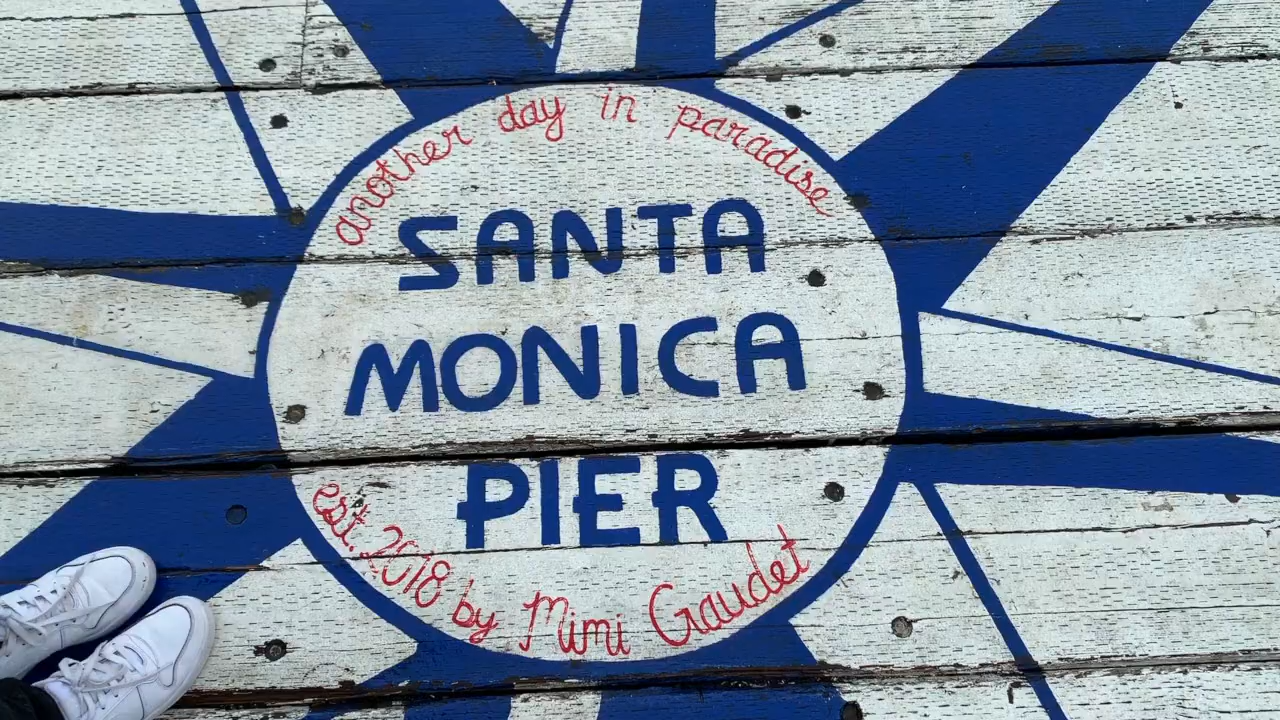 another day in paradise
SANTA
MONICA
PIER
est. 2018 by Mimi Gaudet